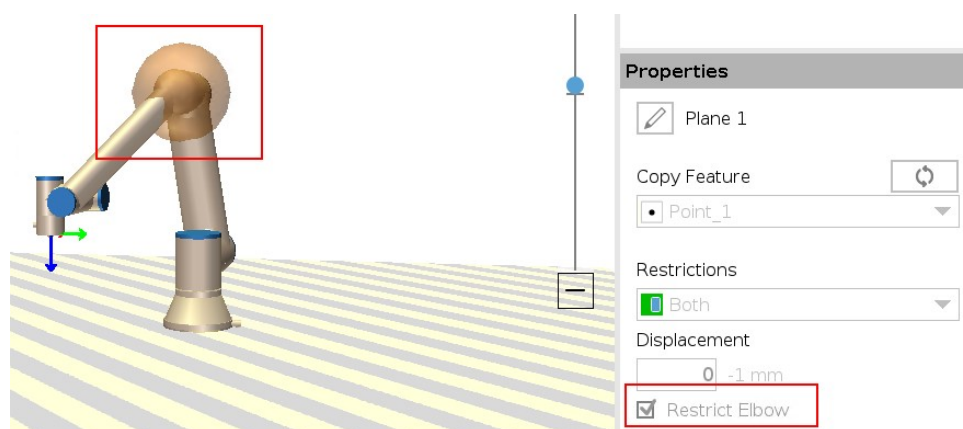 Properties
Plane 1
Copy Feature
Point_1
Restrictions
Both
Displacement
0 -1 mm
Restrict Elbow